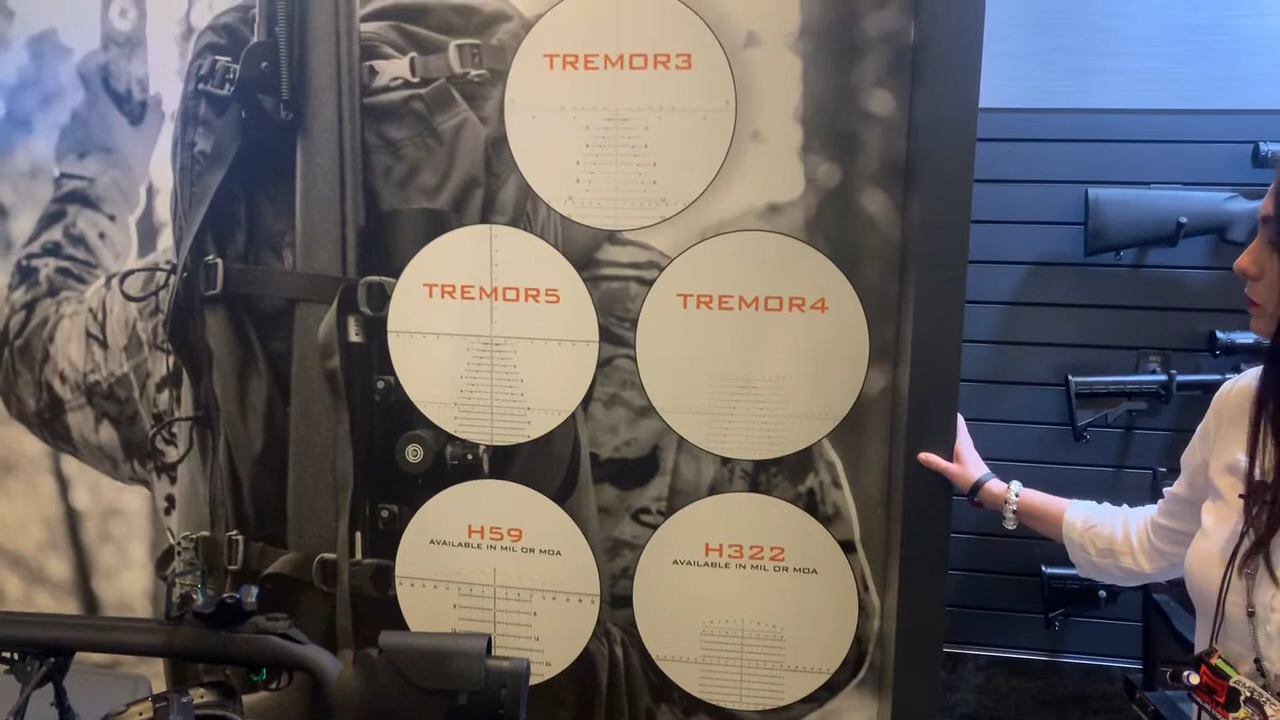 TREMOR3
TREMOR5
TREMOR4
H59
AVAILABLE IN MIL OR MOA
H322
AVAILABLE IN MIL OR MOA